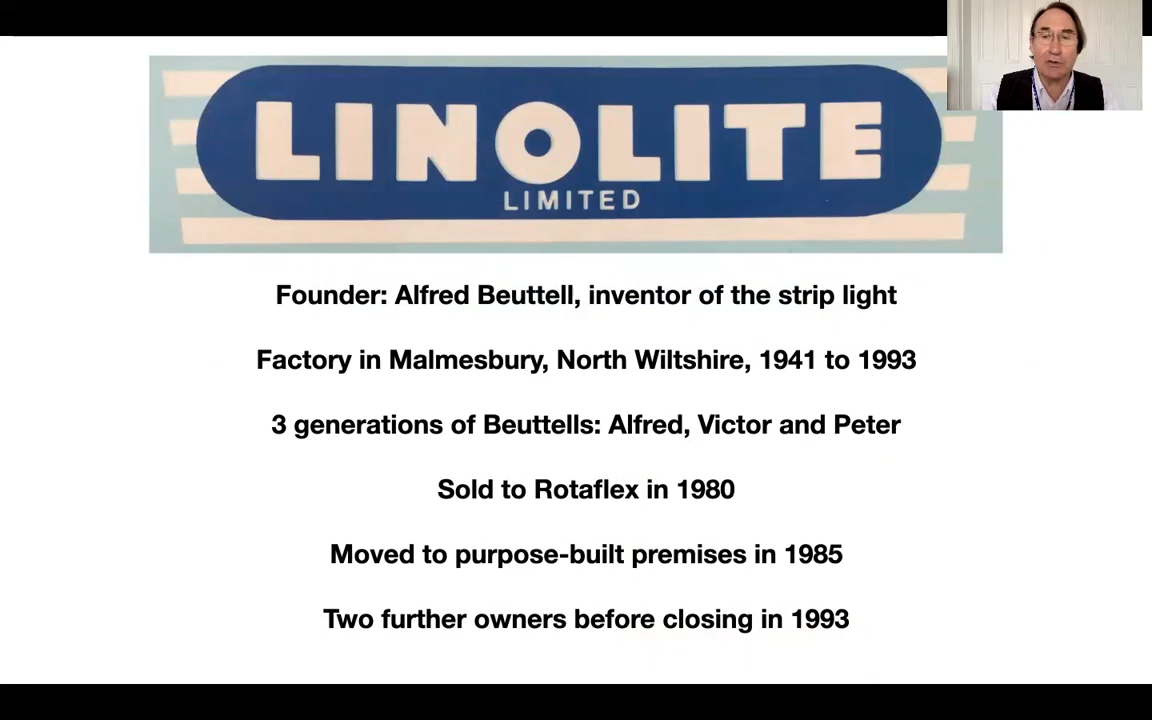 LINOLITE
LIMITED
Founder: Alfred Beuttell, inventor of the strip light
Factory in Malmesbury, North Wiltshire, 1941 to 1993
3 generations of Beuttells: Alfred, Victor and Peter
Sold to Rotaflex in 1980
Moved to purpose-built premises in 1985
Two further owners before closing in 1993